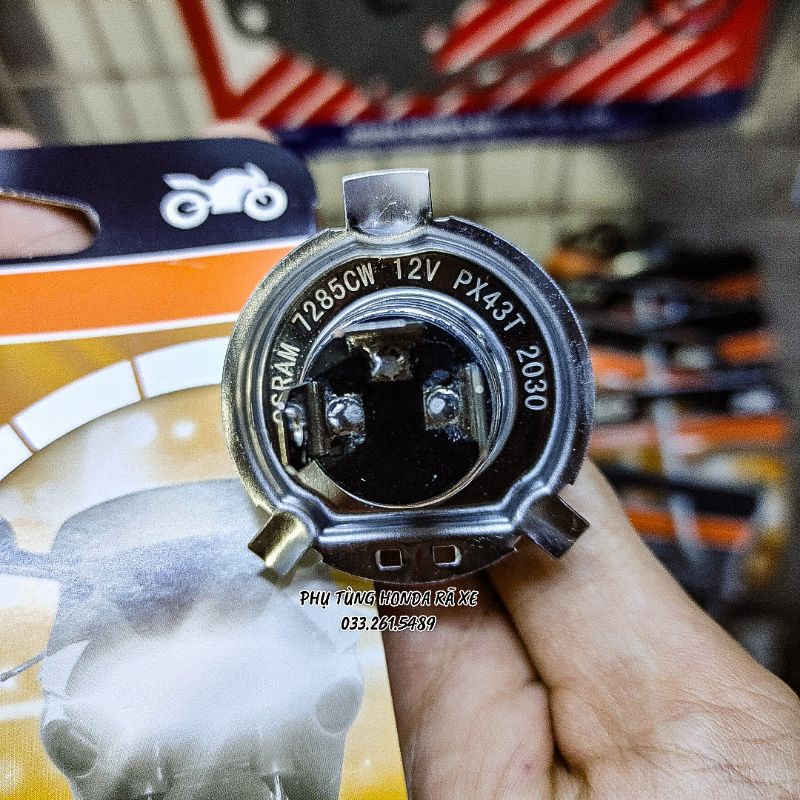 OSRAM 7285CW 12V PX43T 2030
PHỤ TÙNG HONDA RÃ XE
033.261.5489